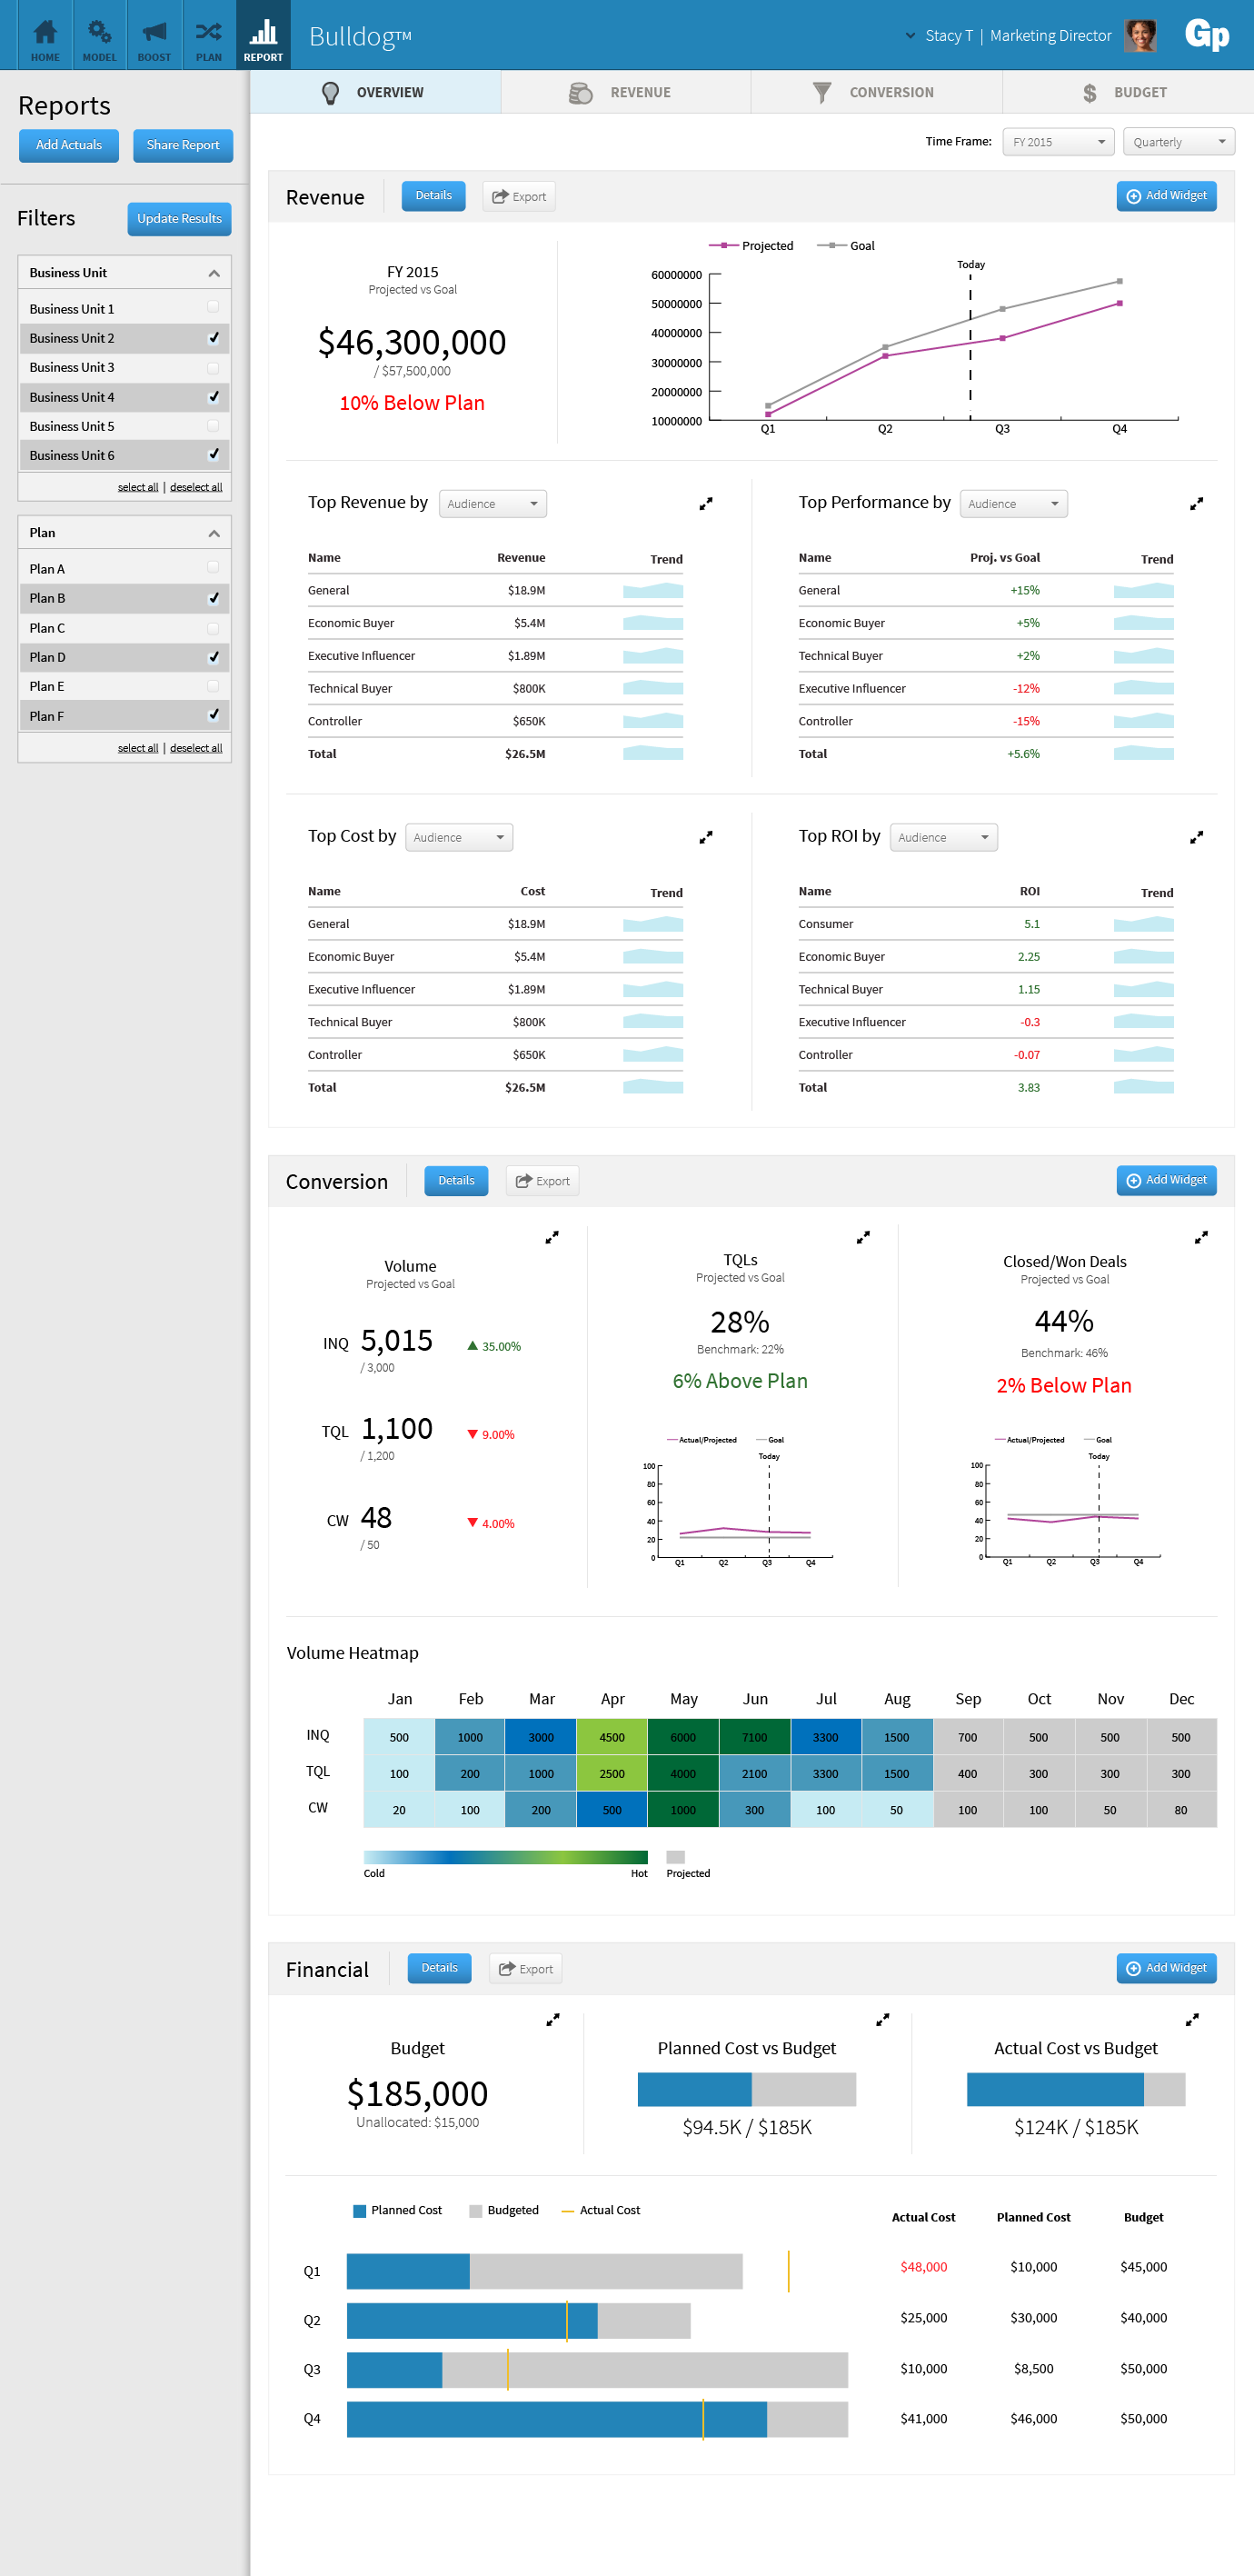 HOME MODEL BOOST PLAN REPORT Bulldog™ Stacy T | Marketing Director Gp
OVERVIEW REVENUE CONVERSION $ BUDGET
Reports
Add Actuals Share Report
Filters Update Results
Business Unit
Business Unit 1
Business Unit 2
Business Unit 3
Business Unit 4
Business Unit 5
Business Unit 6
select all | deselect all
Plan
Plan A
Plan B
Plan C
Plan D
Plan E
Plan F
select all | deselect all
Time Frame: FY 2015 Quarterly
Revenue Details Export Add Widget
FY 2015
Projected vs Goal
$46,300,000
/ $57,500,000
10% Below Plan
Projected Goal
Today
60000000
50000000
40000000
30000000
20000000
10000000
Q1 Q2 Q3 Q4
Top Revenue by Audience
Name Revenue Trend
General $18.9M
Economic Buyer $5.4M
Executive Influencer $1.89M
Technical Buyer $800K
Controller $650K
Total $26.5M
Top Performance by Audience
Name Proj. vs Goal Trend
General +15%
Economic Buyer +5%
Technical Buyer +2%
Executive Influencer -12%
Controller -15%
Total +5.6%
Top Cost by Audience
Name Cost Trend
General $18.9M
Economic Buyer $5.4M
Executive Influencer $1.89M
Technical Buyer $800K
Controller $650K
Total $26.5M
Top ROI by Audience
Name ROI Trend
Consumer 5.1
Economic Buyer 2.25
Technical Buyer 1.15
Executive Influencer -0.3
Controller -0.07
Total 3.83
Conversion Details Export Add Widget
Volume
Projected vs Goal
INQ 5,015 35.00%
/ 3,000
TQL 1,100 9.00%
/ 1,200
CW 48 4.00%
/ 50
TQLs
Projected vs Goal
28%
Benchmark: 22%
6% Above Plan
Actual/Projected Goal
Today
100
80
60
40
20
0
Q1 Q2 Q3 Q4
Closed/Won Deals
Projected vs Goal
44%
Benchmark: 46%
2% Below Plan
Actual/Projected Goal
Today
100
80
60
40
20
0
Q1 Q2 Q3 Q4
Volume Heatmap
Jan Feb Mar Apr May Jun Jul Aug Sep Oct Nov Dec
INQ 500 1000 3000 4500 6000 7100 3300 1500 700 500 500 500
TQL 100 200 1000 2500 4000 2100 3300 1500 400 300 300 300
CW 20 100 200 500 1000 300 100 50 100 100 50 80
Cold Hot Projected
Financial Details Export Add Widget
Budget
$185,000
Unallocated: $15,000
Planned Cost vs Budget
$94.5K / $185K
Actual Cost vs Budget
$124K / $185K
Planned Cost Budgeted Actual Cost
Actual Cost Planned Cost Budget
Q1 $48,000 $10,000 $45,000
Q2 $25,000 $30,000 $40,000
Q3 $10,000 $8,500 $50,000
Q4 $41,000 $46,000 $50,000